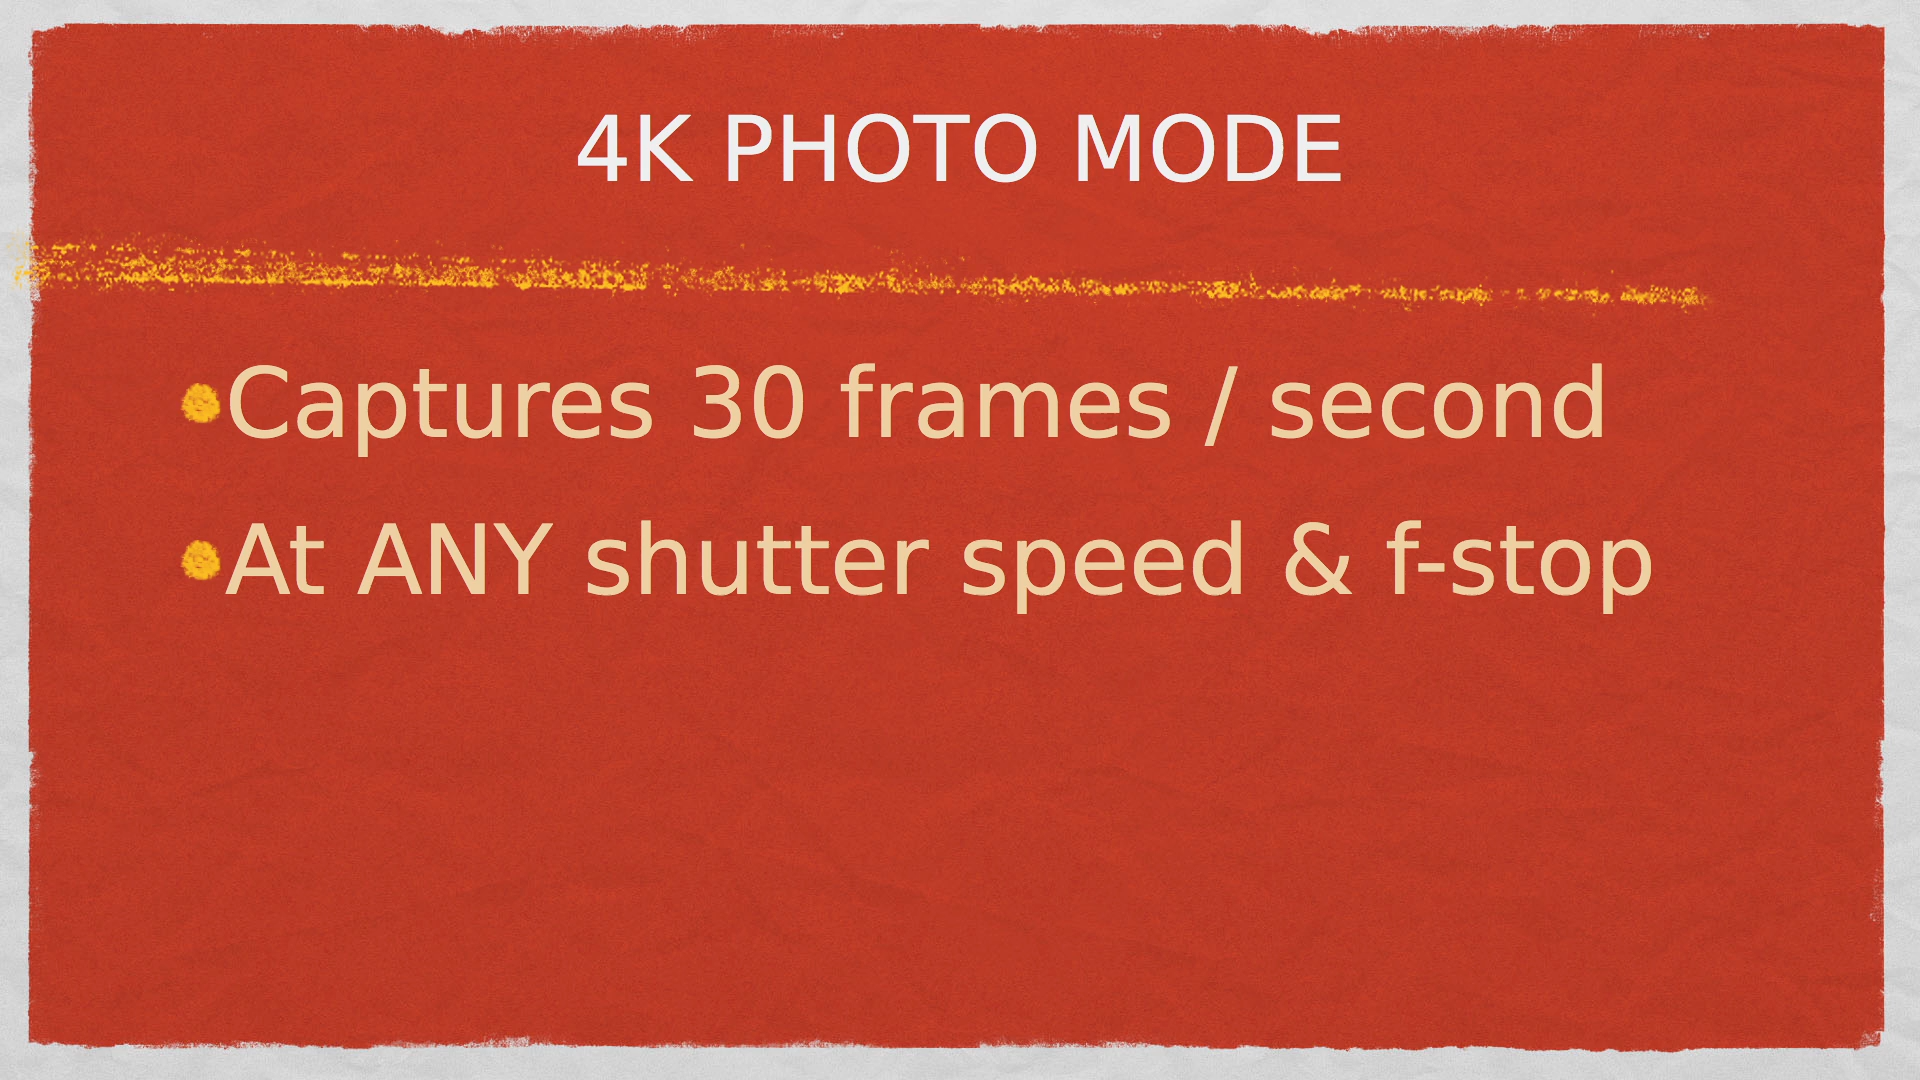 4K PHOTO MODE
•Captures 30 frames / second
•At ANY shutter speed & f-stop